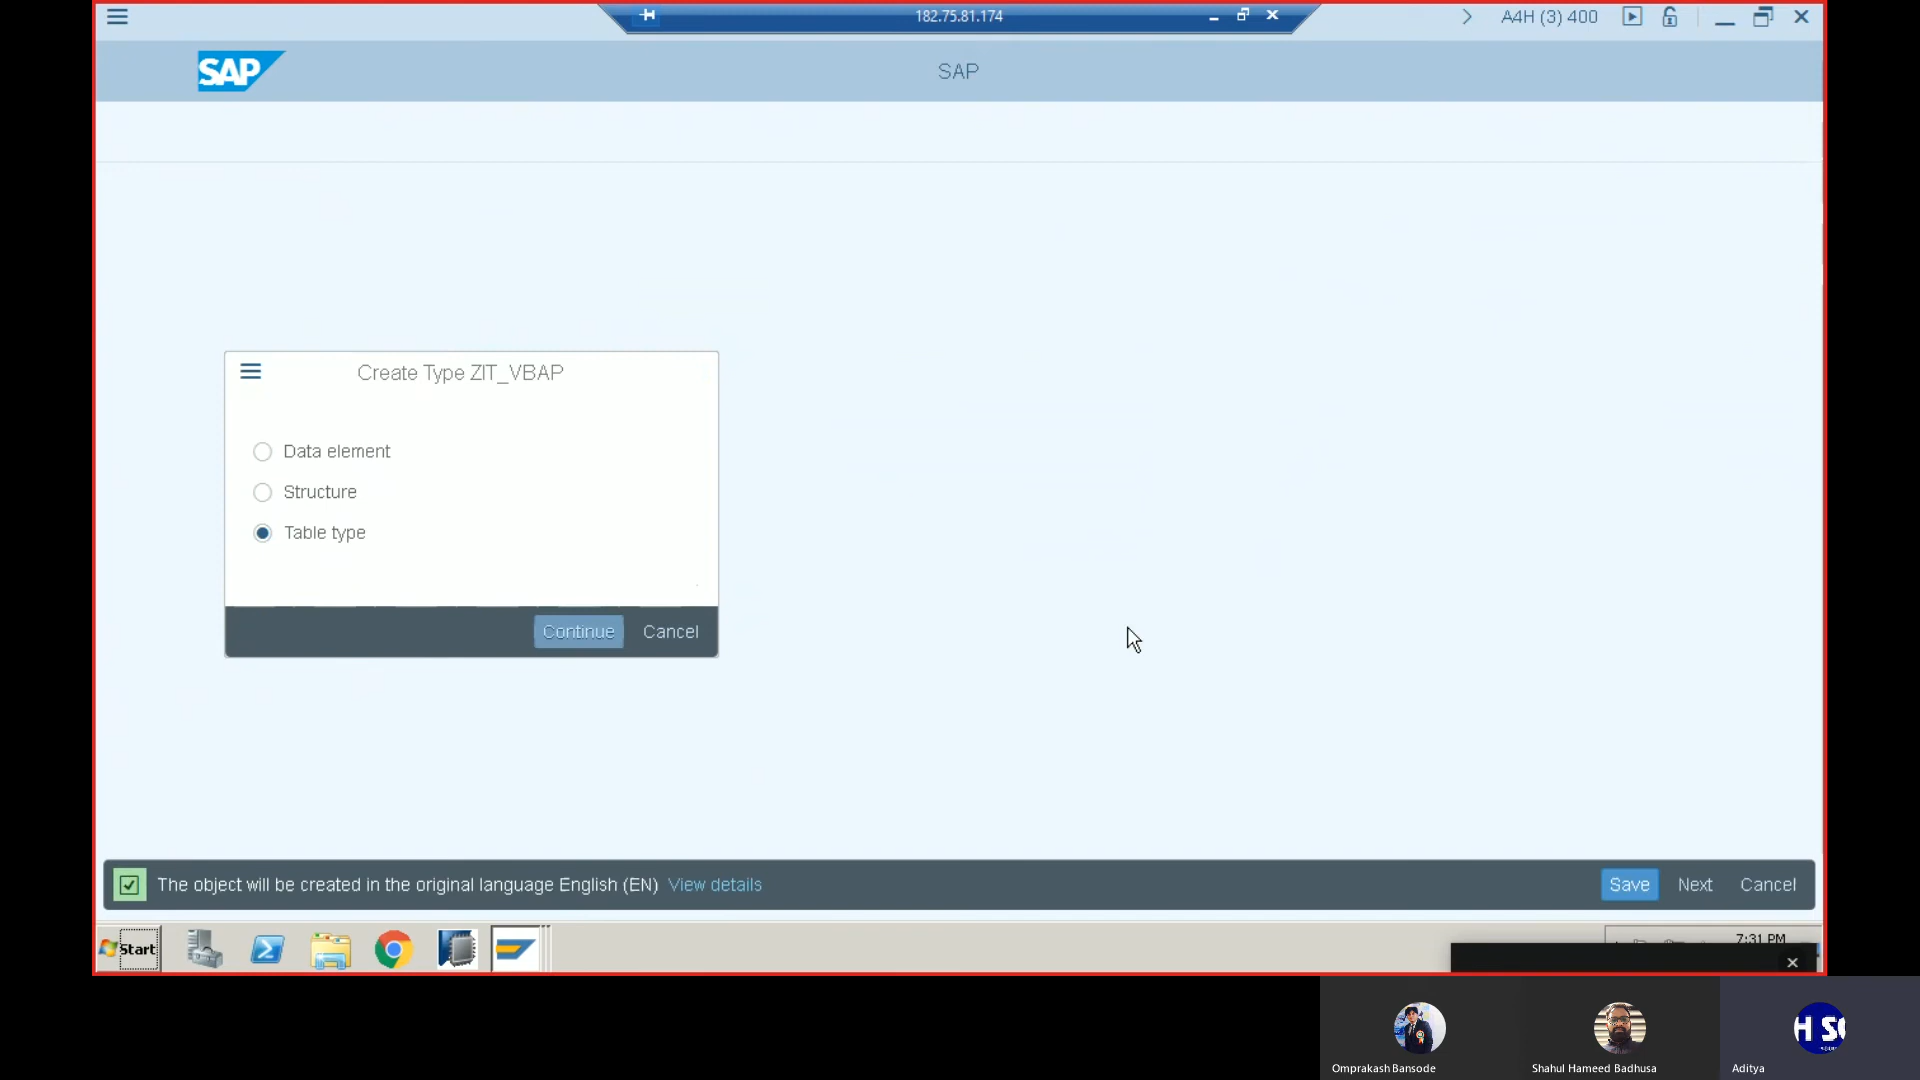 182.75.81.174
A4H (3) 400
SAP
SAP
Create Type ZIT_VBAP
Data element
Structure
Table type
Continue
Cancel
The object will be created in the original language English (EN) View details
Save
Next
Cancel
Start
7:31 PM
H SC
Omprakash Bansode
Shahul Hameed Badhusa
Aditya